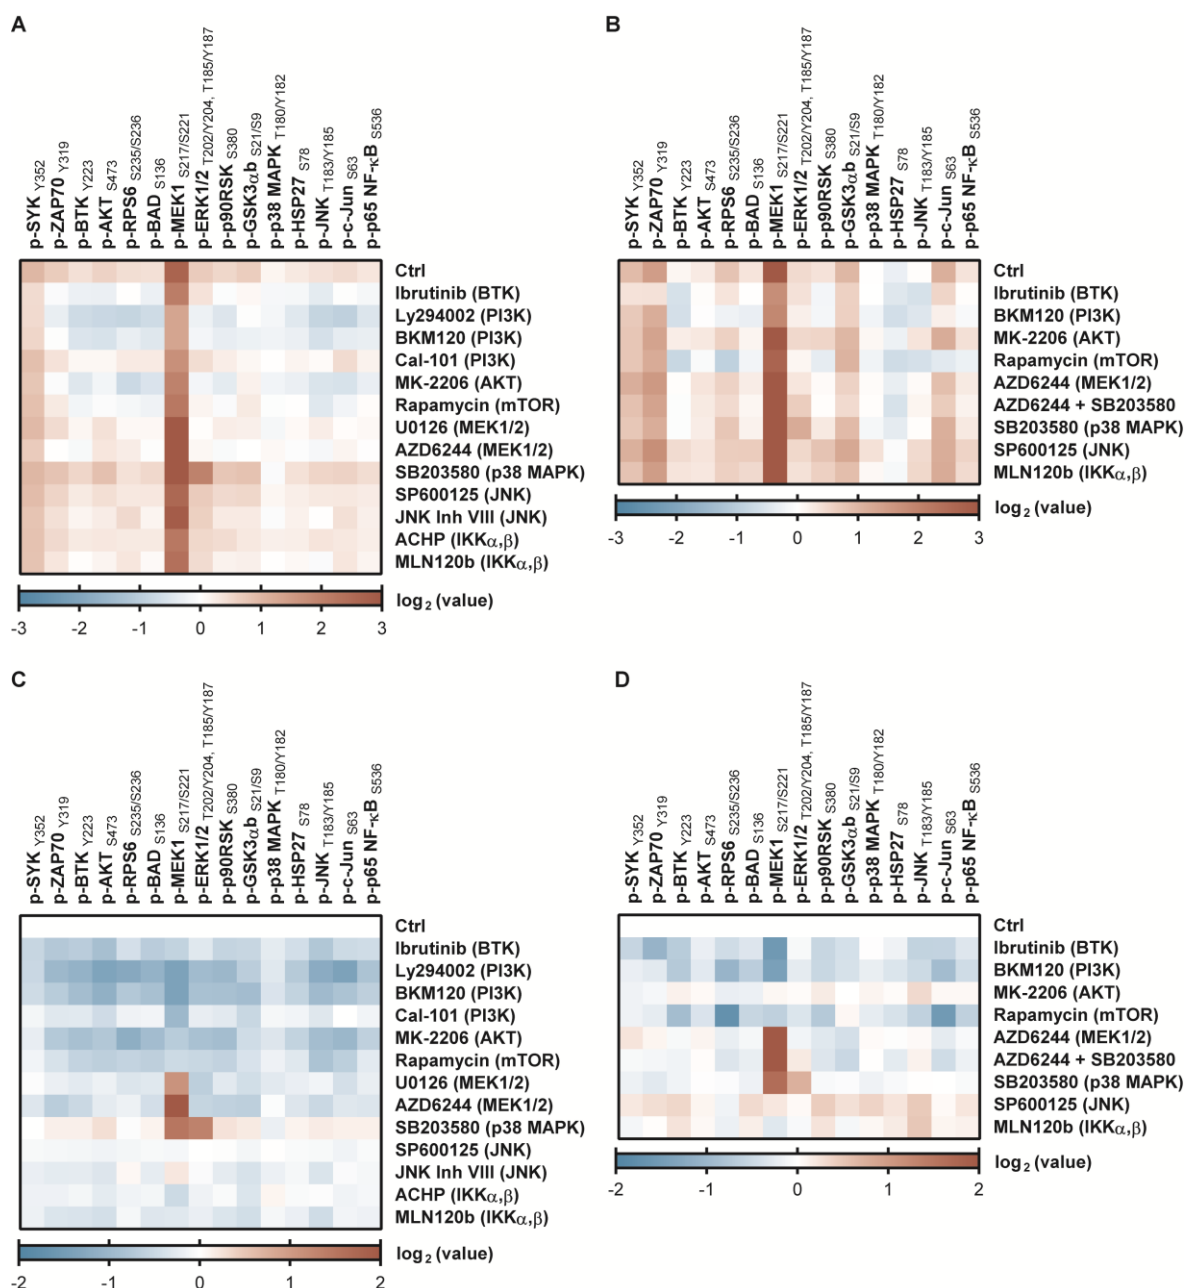 A
p-SYK Y352
p-ZAP70 Y319
p-BTK Y223
p-AKT S473
p-RPS6 S235/S236
p-BAD S136
p-MEK1 S217/S221
p-ERK1/2 T202/Y204, T185/Y187
p-p90RSK S380
p-GSK3αb S21/S9
p-p38 MAPK T180/Y182
p-HSP27 S78
p-JNK T183/Y185
p-c-Jun S63
p-p65 NF-κB S536
Ctrl
Ibrutinib (BTK)
Ly294002 (PI3K)
BKM120 (PI3K)
Cal-101 (PI3K)
MK-2206 (AKT)
Rapamycin (mTOR)
U0126 (MEK1/2)
AZD6244 (MEK1/2)
SB203580 (p38 MAPK)
SP600125 (JNK)
JNK Inh VIII (JNK)
ACHP (IKKα,β)
MLN120b (IKKα,β)
log2 (value)
-3 -2 -1 0 1 2 3
B
p-SYK Y352
p-ZAP70 Y319
p-BTK Y223
p-AKT S473
p-RPS6 S235/S236
p-BAD S136
p-MEK1 S217/S221
p-ERK1/2 T202/Y204, T185/Y187
p-p90RSK S380
p-GSK3αb S21/S9
p-p38 MAPK T180/Y182
p-HSP27 S78
p-JNK T183/Y185
p-c-Jun S63
p-p65 NF-κB S536
Ctrl
Ibrutinib (BTK)
BKM120 (PI3K)
MK-2206 (AKT)
Rapamycin (mTOR)
AZD6244 (MEK1/2)
AZD6244 + SB203580
SB203580 (p38 MAPK)
SP600125 (JNK)
MLN120b (IKKα,β)
log2 (value)
-3 -2 -1 0 1 2 3
C
p-SYK Y352
p-ZAP70 Y319
p-BTK Y223
p-AKT S473
p-RPS6 S235/S236
p-BAD S136
p-MEK1 S217/S221
p-ERK1/2 T202/Y204, T185/Y187
p-p90RSK S380
p-GSK3αb S21/S9
p-p38 MAPK T180/Y182
p-HSP27 S78
p-JNK T183/Y185
p-c-Jun S63
p-p65 NF-κB S536
Ctrl
Ibrutinib (BTK)
Ly294002 (PI3K)
BKM120 (PI3K)
Cal-101 (PI3K)
MK-2206 (AKT)
Rapamycin (mTOR)
U0126 (MEK1/2)
AZD6244 (MEK1/2)
SB203580 (p38 MAPK)
SP600125 (JNK)
JNK Inh VIII (JNK)
ACHP (IKKα,β)
MLN120b (IKKα,β)
log2 (value)
-2 -1 0 1 2
D
p-SYK Y352
p-ZAP70 Y319
p-BTK Y223
p-AKT S473
p-RPS6 S235/S236
p-BAD S136
p-MEK1 S217/S221
p-ERK1/2 T202/Y204, T185/Y187
p-p90RSK S380
p-GSK3αb S21/S9
p-p38 MAPK T180/Y182
p-HSP27 S78
p-JNK T183/Y185
p-c-Jun S63
p-p65 NF-κB S536
Ctrl
Ibrutinib (BTK)
BKM120 (PI3K)
MK-2206 (AKT)
Rapamycin (mTOR)
AZD6244 (MEK1/2)
AZD6244 + SB203580
SB203580 (p38 MAPK)
SP600125 (JNK)
MLN120b (IKKα,β)
log2 (value)
-2 -1 0 1 2